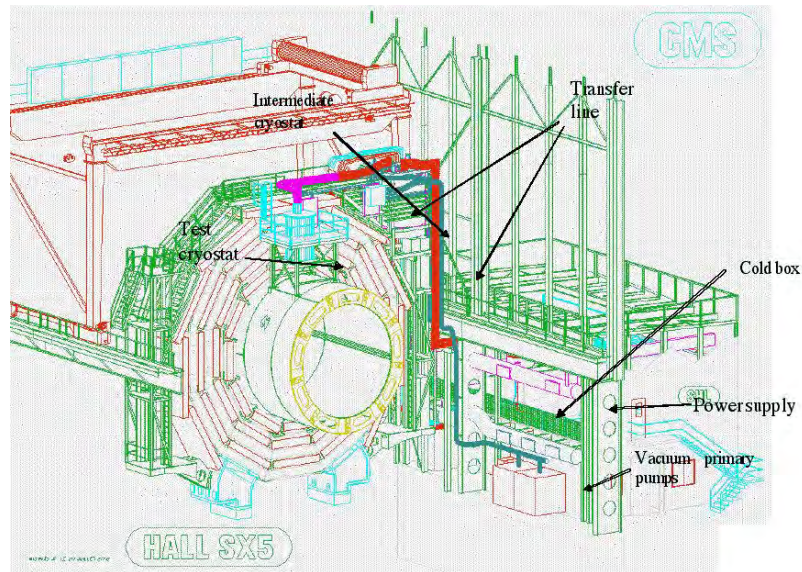 CMS
Intermediate
cryostat
Transfer
line
Test
cryostat
Cold box
Power supply
Vacuum primary
pumps
HALL SX5